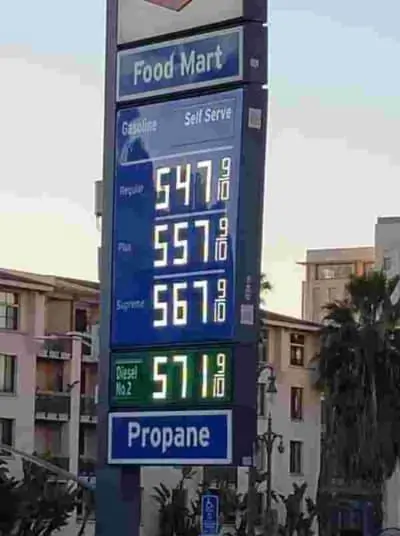 Food Mart
Gasoline Self Serve
Regular 547 9/10
Plus 557 9/10
Supreme 567 9/10
Diesel No.2 571 9/10
Propane